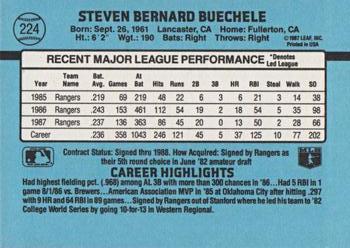 224
STEVEN BERNARD BUECHELE
Born: Sept. 26, 1961 Lancaster, CA Home: Fullerton, CA
Ht: 6'2" Wgt: 190 Bats: Right Throws: Right
© 1987 LEAF, INC.
Printed in USA
RECENT MAJOR LEAGUE PERFORMANCE *Denotes Led League
Year Team Name Bat. Avg. Games At Bat Runs Hits 2B 3B HR RBI Steal Walk SO
1985 Rangers .219 69 219 48 22 6 3 6 21 3 14 38
1986 Rangers .243 153 461 112 54 19 2 18 54 5 35 98
1987 Rangers .237 136 363 86 45 20 0 13 50 2 28 66
Career .236 358 1043 246 121 45 5 37 125 10 77 202
Contract Status: Signed thru 1988. How Acquired: Signed by Rangers as their 5th round choice in June '82 amateur draft
CAREER HIGHLIGHTS
Had highest fielding pct. (.968) among AL 3B with more than 300 chances in '86...Had 5 RBI in 1
game 8/1/86 vs. Brewers...American Association MVP in '85 at Oklahoma City after hitting .297
with 9 HR and 64 RBI in 89 games...Signed by Rangers out of Stanford where he led his team to '82
College World Series by going 10-for-13 in Western Regional.